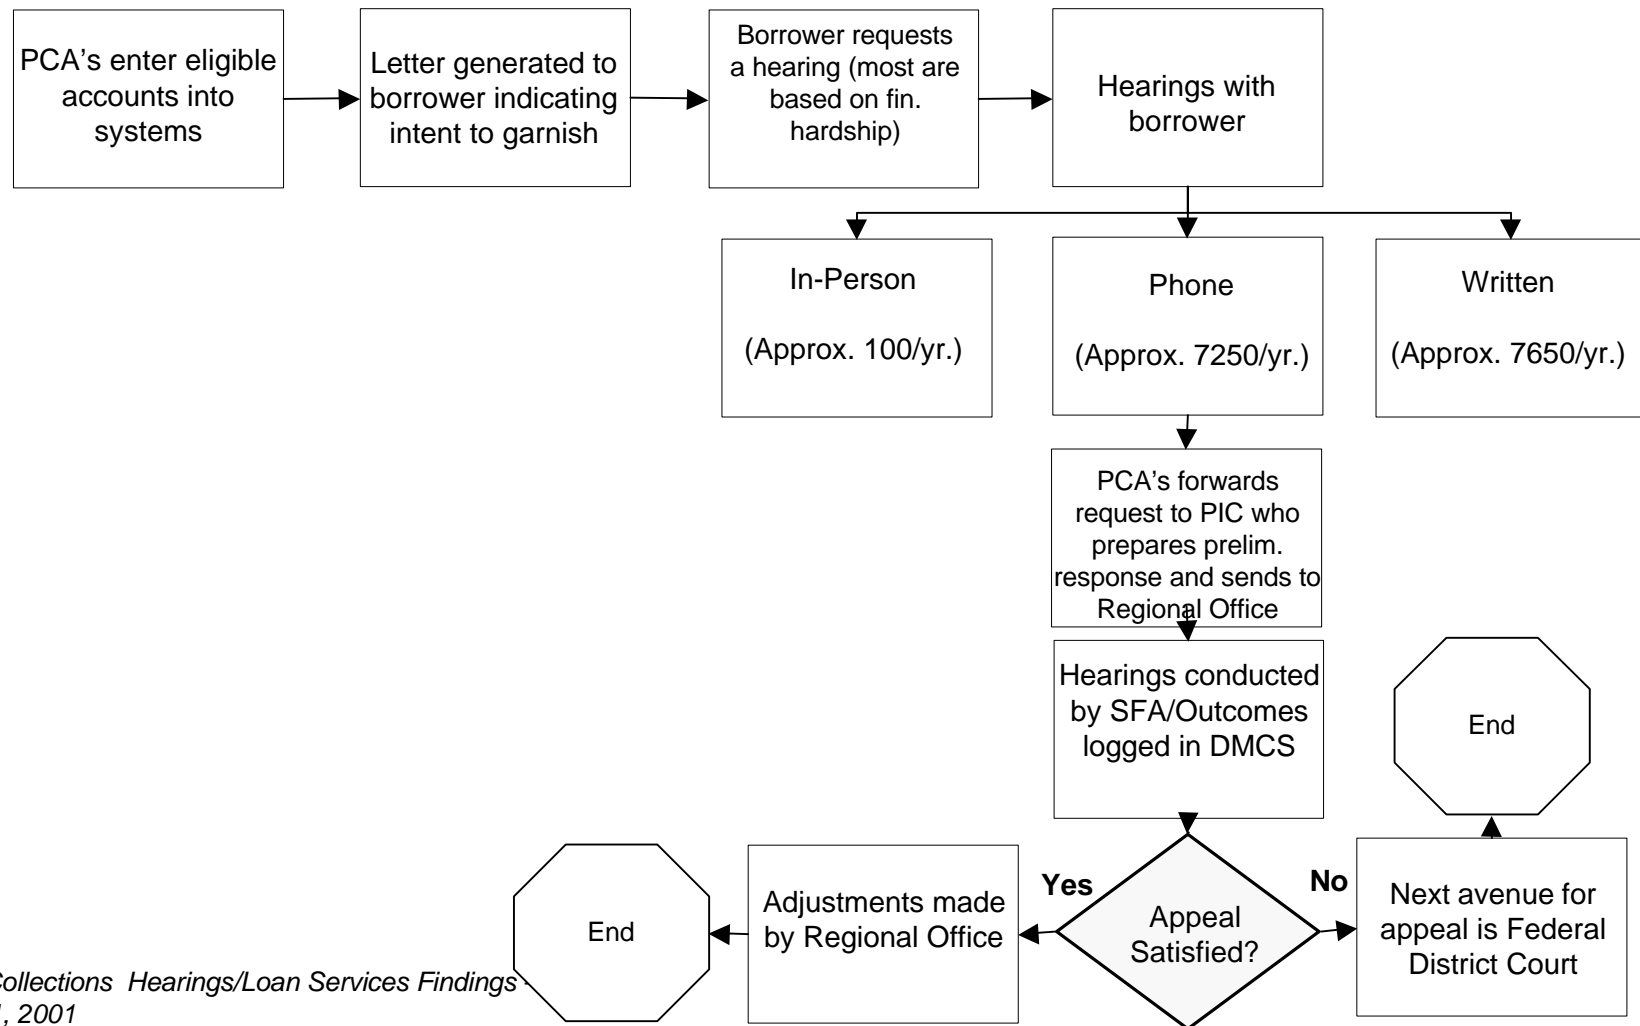 PCA's enter eligible
accounts into
systems
Letter generated to
borrower indicating
intent to garnish
Borrower requests
a hearing (most are
based on fin.
hardship)
Hearings with
borrower
In-Person
(Approx. 100/yr.)
Phone
(Approx. 7250/yr.)
Written
(Approx. 7650/yr.)
PCA's forwards
request to PIC who
prepares prelim.
response and sends to
Regional Office
Hearings conducted
by SFA/Outcomes
logged in DMCS
Appeal
Satisfied?
Yes
Adjustments made
by Regional Office
End
No
Next avenue for
appeal is Federal
District Court
End
Hearings/Loan Services Findings
, 2001